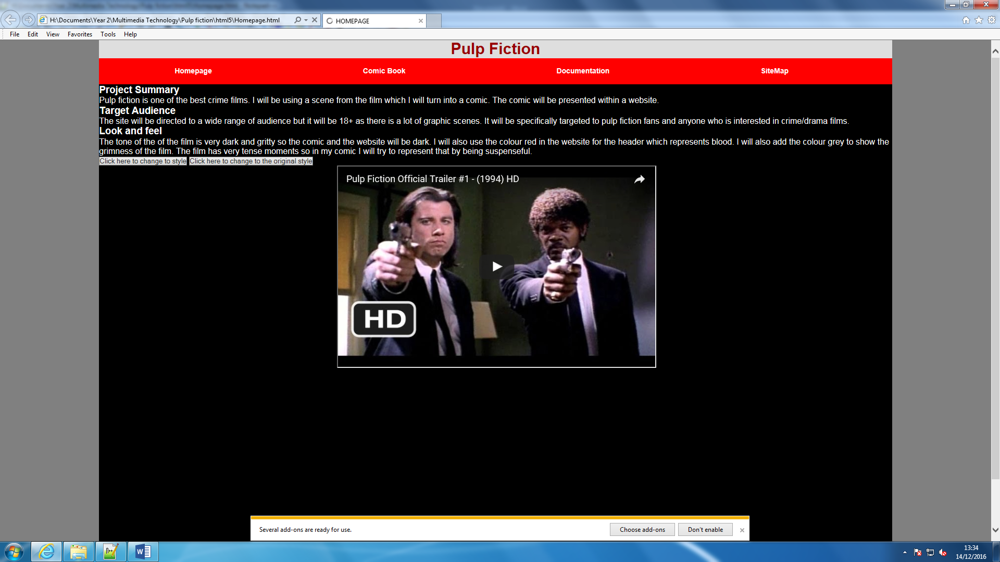 H:\Documents\Year 2\Multimedia Technology\Pulp fiction\html5\Homepage.html
HOMEPAGE
File Edit View Favorites Tools Help
Pulp Fiction
Homepage Comic Book Documentation SiteMap
Project Summary
Pulp fiction is one of the best crime films. I will be using a scene from the film which I will turn into a comic. The comic will be presented within a website.
Target Audience
The site will be directed to a wide range of audience but it will be 18+ as there is a lot of graphic scenes. It will be specifically targeted to pulp fiction fans and anyone who is interested in crime/drama films.
Look and feel
The tone of the of the film is very dark and gritty so the comic and the website will be dark. I will also use the colour red in the website for the header which represents blood. I will also add the colour grey to show the
grimness of the film. The film has very tense moments so in my comic I will try to represent that by being suspenseful.
Click here to change to style Click here to change to the original style
Pulp Fiction Official Trailer #1 - (1994) HD
HD
Several add-ons are ready for use. Choose add-ons Don't enable
13:34
14/12/2016